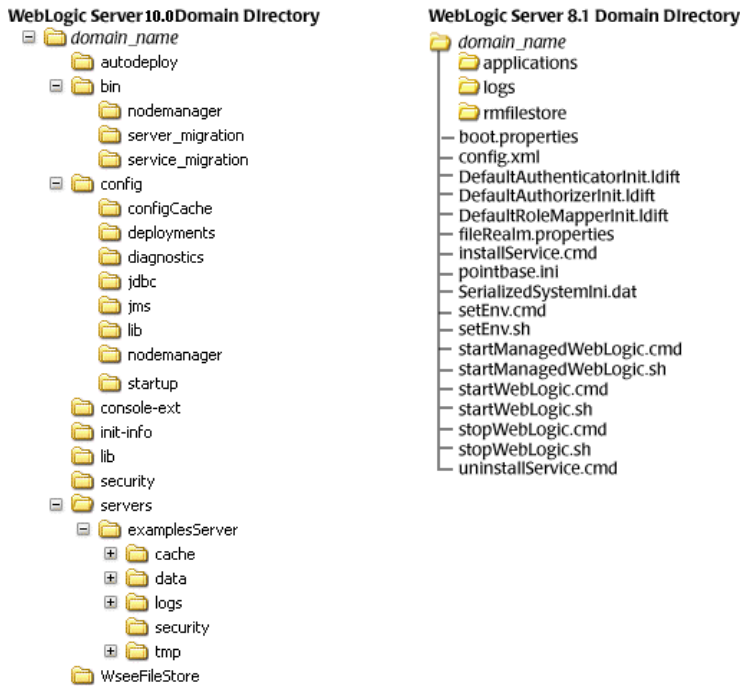 WebLogic Server 10.0 Domain DIrectory
domain_name
autodeploy
bin
nodemanager
server_migration
service_migration
config
configCache
deployments
diagnostics
jdbc
jms
lib
nodemanager
startup
console-ext
init-info
lib
security
servers
examplesServer
cache
data
logs
security
tmp
WseeFileStore
WebLogic Server 8.1 Domain DIrectory
domain_name
applications
logs
rmfilestore
boot.properties
config.xml
DefaultAuthenticatorInit.ldift
DefaultAuthorizerInit.ldift
DefaultRoleMapperInit.ldift
fileRealm.properties
installService.cmd
pointbase.ini
SerializedSystemIni.dat
setEnv.cmd
setEnv.sh
startManagedWebLogic.cmd
startManagedWebLogic.sh
startWebLogic.cmd
startWebLogic.sh
stopWebLogic.cmd
stopWebLogic.sh
uninstallService.cmd